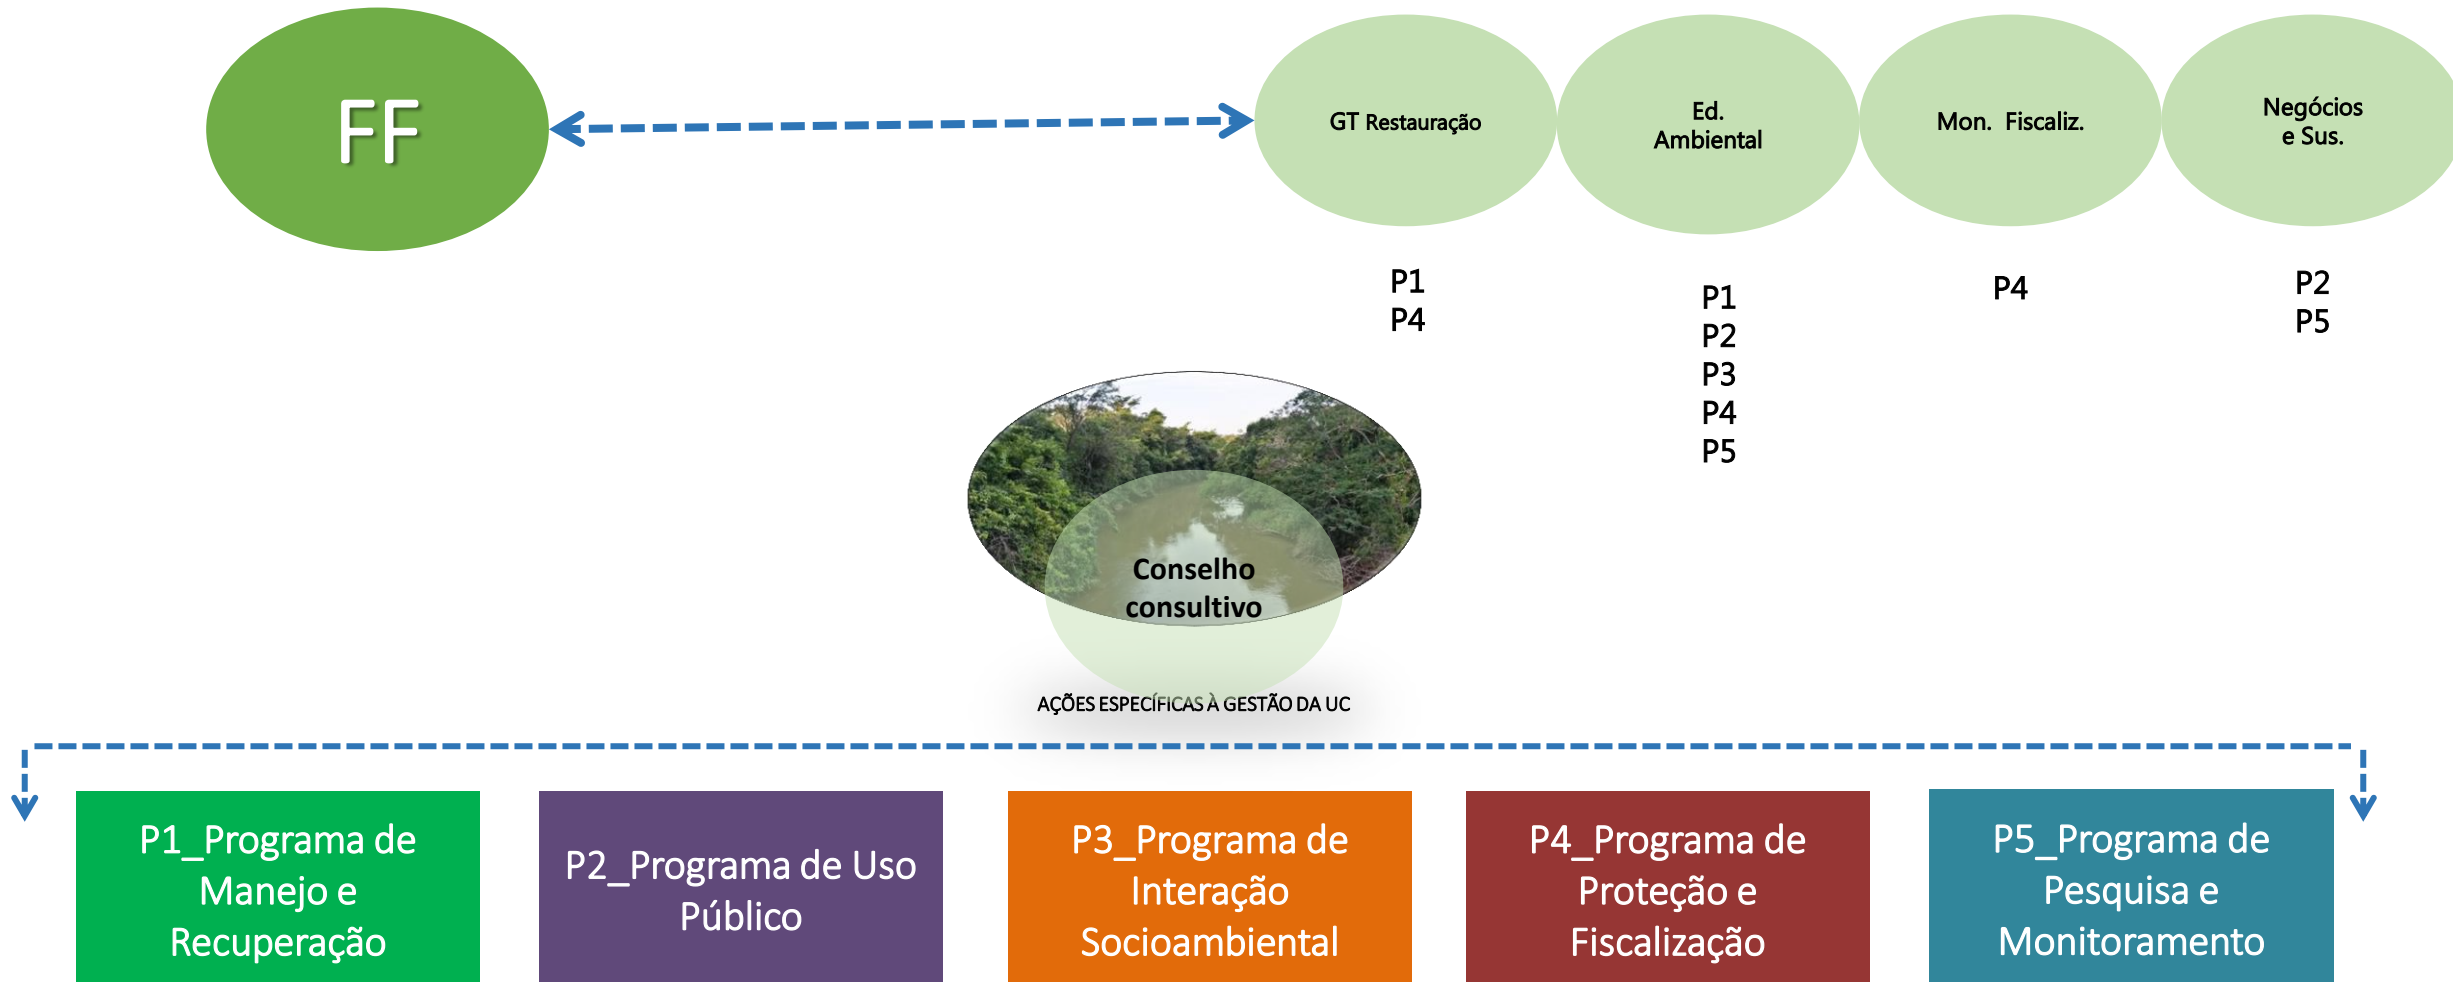 FF
GT Restauração
Ed.
Ambiental
Mon.  Fiscaliz.
Negócios
e Sus.
P1
P4
P1
P2
P3
P4
P5
P4
P2
P5
Conselho
consultivo
AÇÕES ESPECÍFICAS À GESTÃO DA UC
P1_Programa de
Manejo e
Recuperação
P2_Programa de Uso
Público
P3_Programa de
Interação
Socioambiental
P4_Programa de
Proteção e
Fiscalização
P5_Programa de
Pesquisa e
Monitoramento